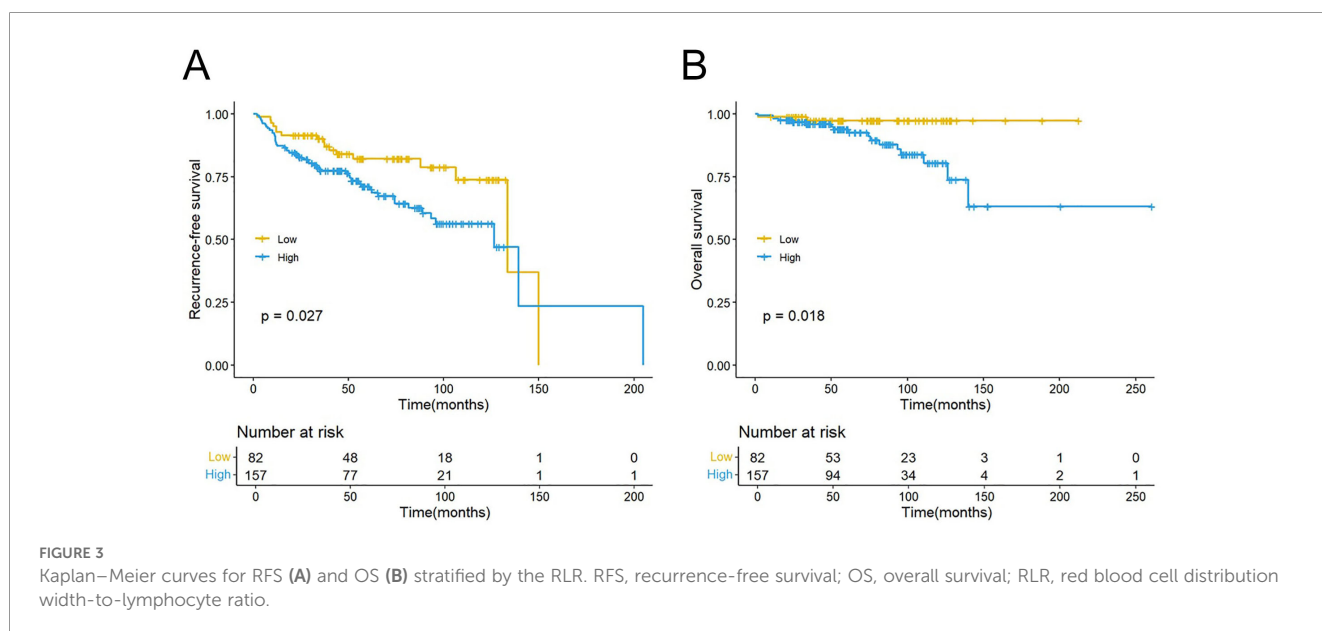 A
1.00
0.75
0.50
0.25
0.00
Recurrence-free survival
Low
High
p = 0.027
0 50 100 150 200
Time(months)
Number at risk
Low 82 48 18 1 0
High 157 77 21 1 1
0 50 100 150 200
Time(months)
B
1.00
0.75
0.50
0.25
0.00
Overall survival
Low
High
p = 0.018
0 50 100 150 200 250
Time(months)
Number at risk
Low 82 53 23 3 1 0
High 157 94 34 4 2 1
0 50 100 150 200 250
Time(months)
FIGURE 3
Kaplan–Meier curves for RFS (A) and OS (B) stratified by the RLR. RFS, recurrence-free survival; OS, overall survival; RLR, red blood cell distribution
width-to-lymphocyte ratio.